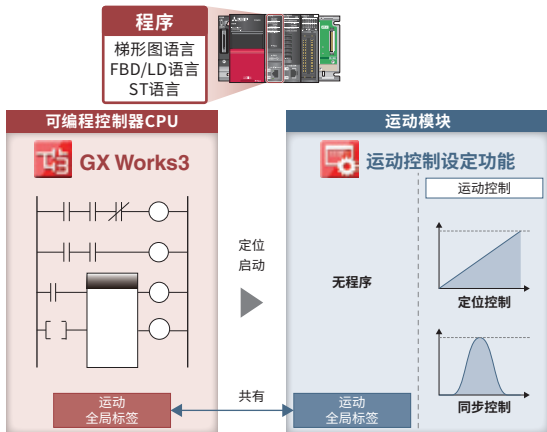 程序
梯形图语言
FBD/LD语言
ST语言
可编程控制器CPU
GX Works3
运动
全局标签
定位
启动
共有
运动模块
运动控制设定功能
无程序
运动控制
定位控制
同步控制
运动
全局标签